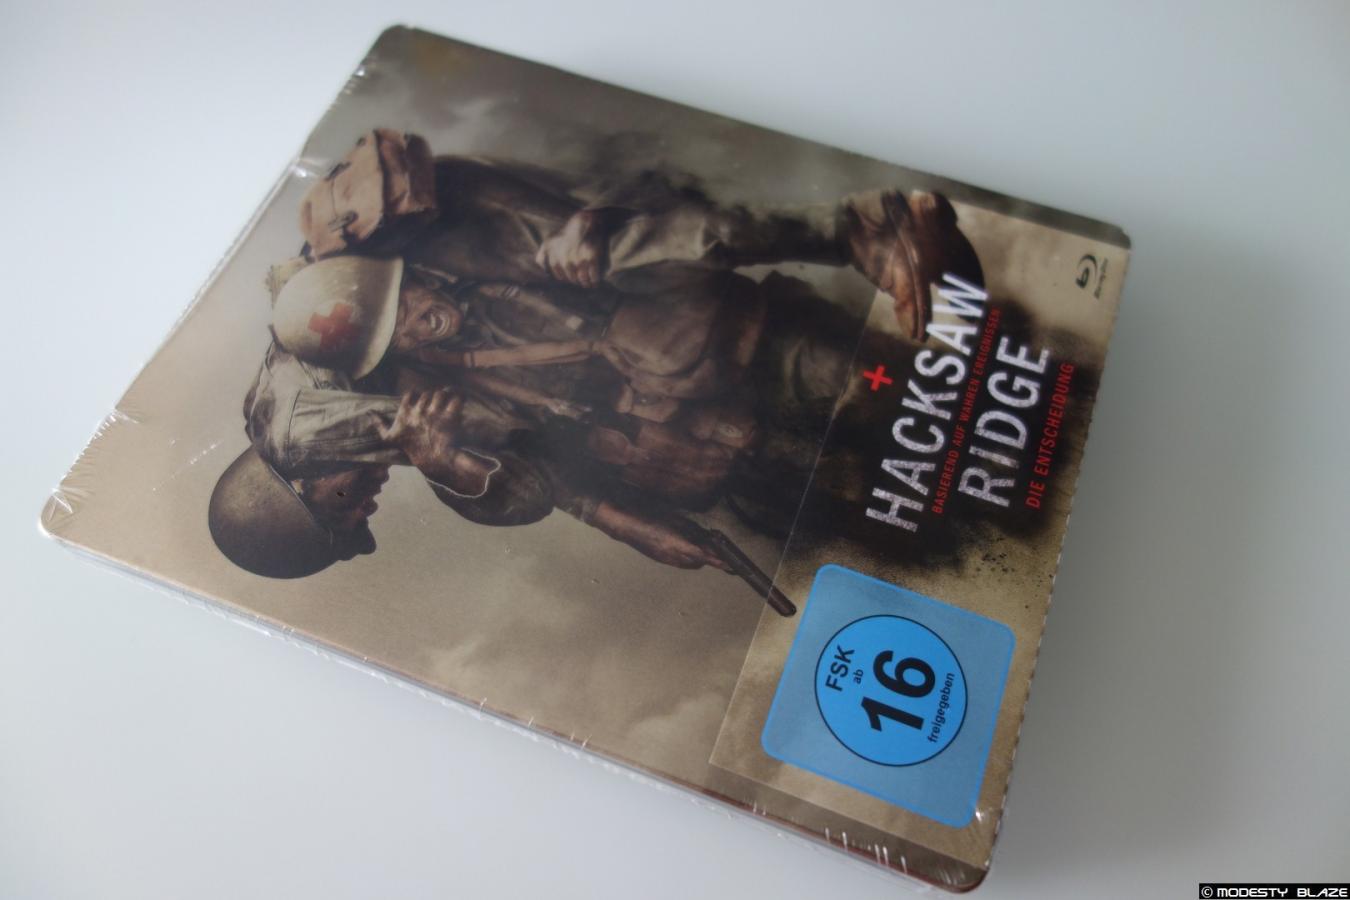 HACKSAW
BASIEREND AUF WAHREN EREIGNISSEN
RIDGE
DIE ENTSCHEIDUNG
FSK
ab
16
freigegeben
© MODESTY BLAZE